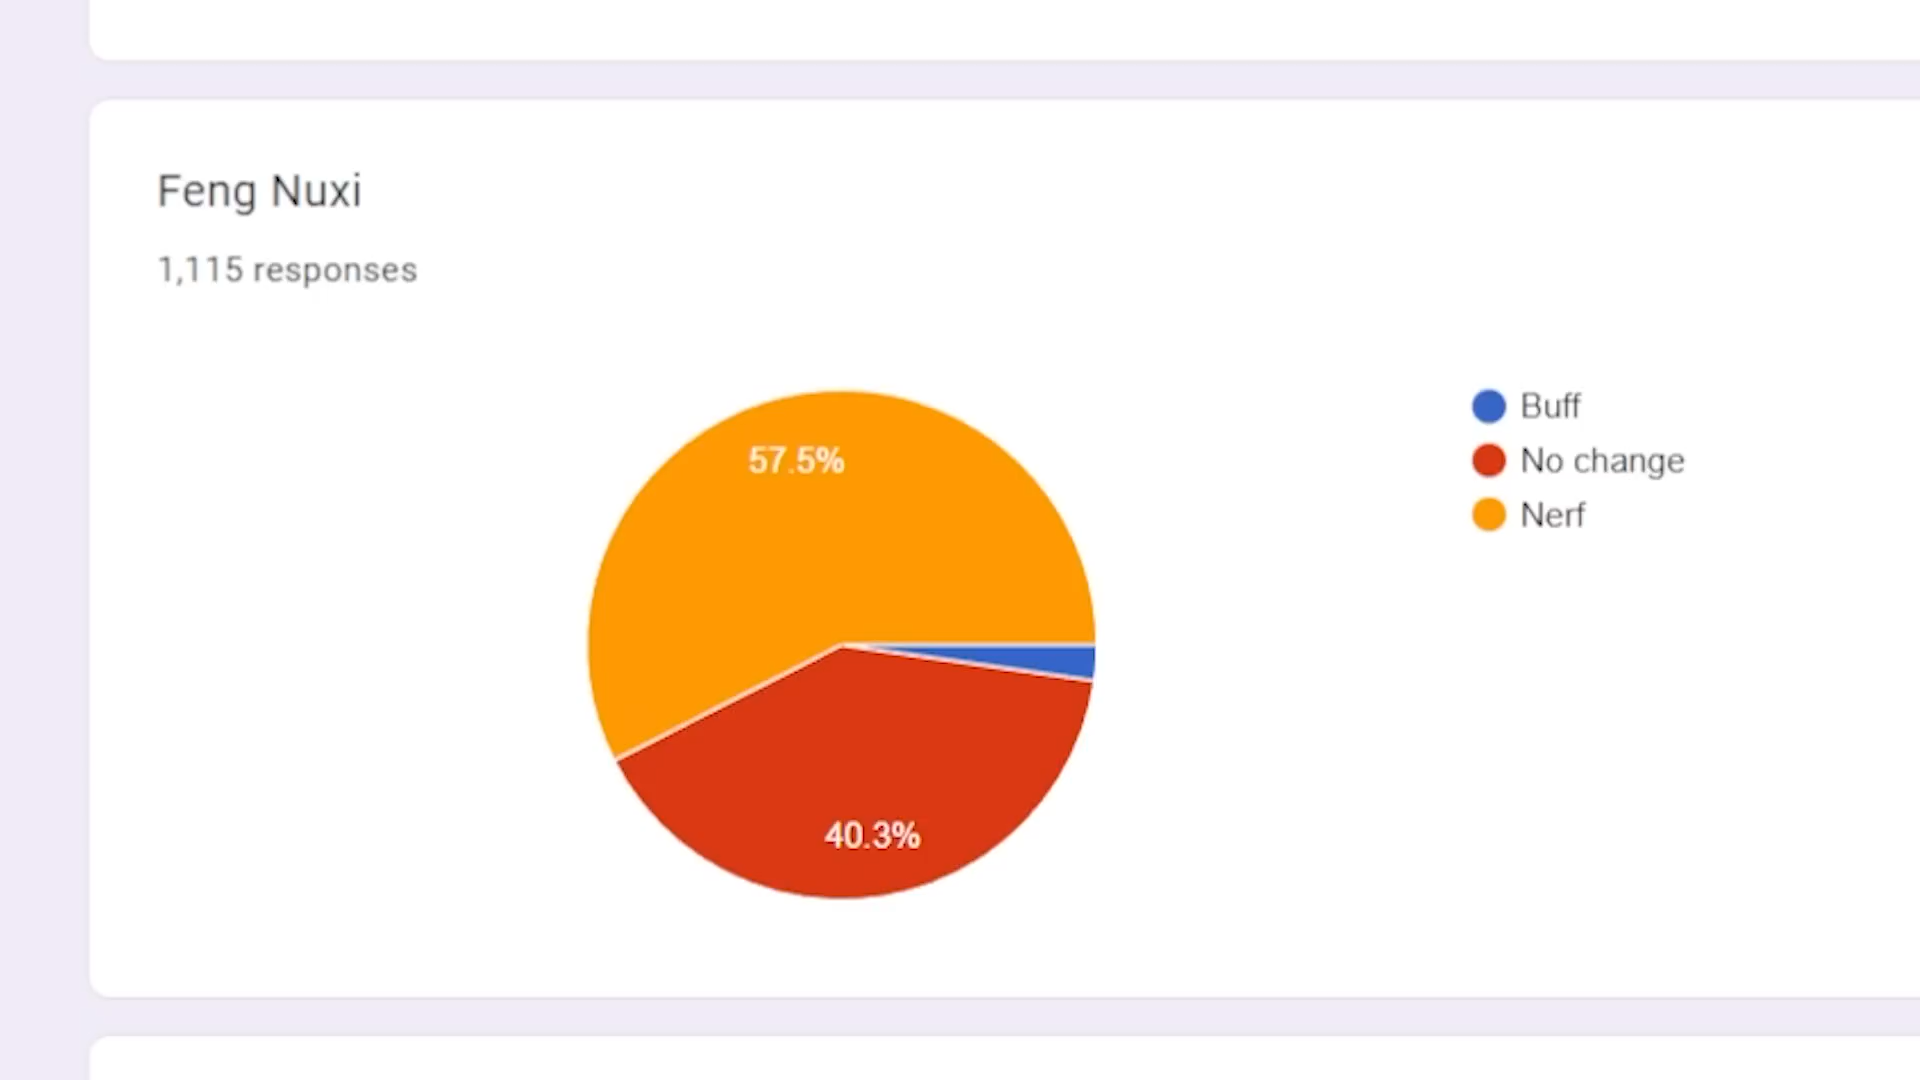 Feng Nuxi
1,115 responses
57.5%
40.3%
Buff
No change
Nerf